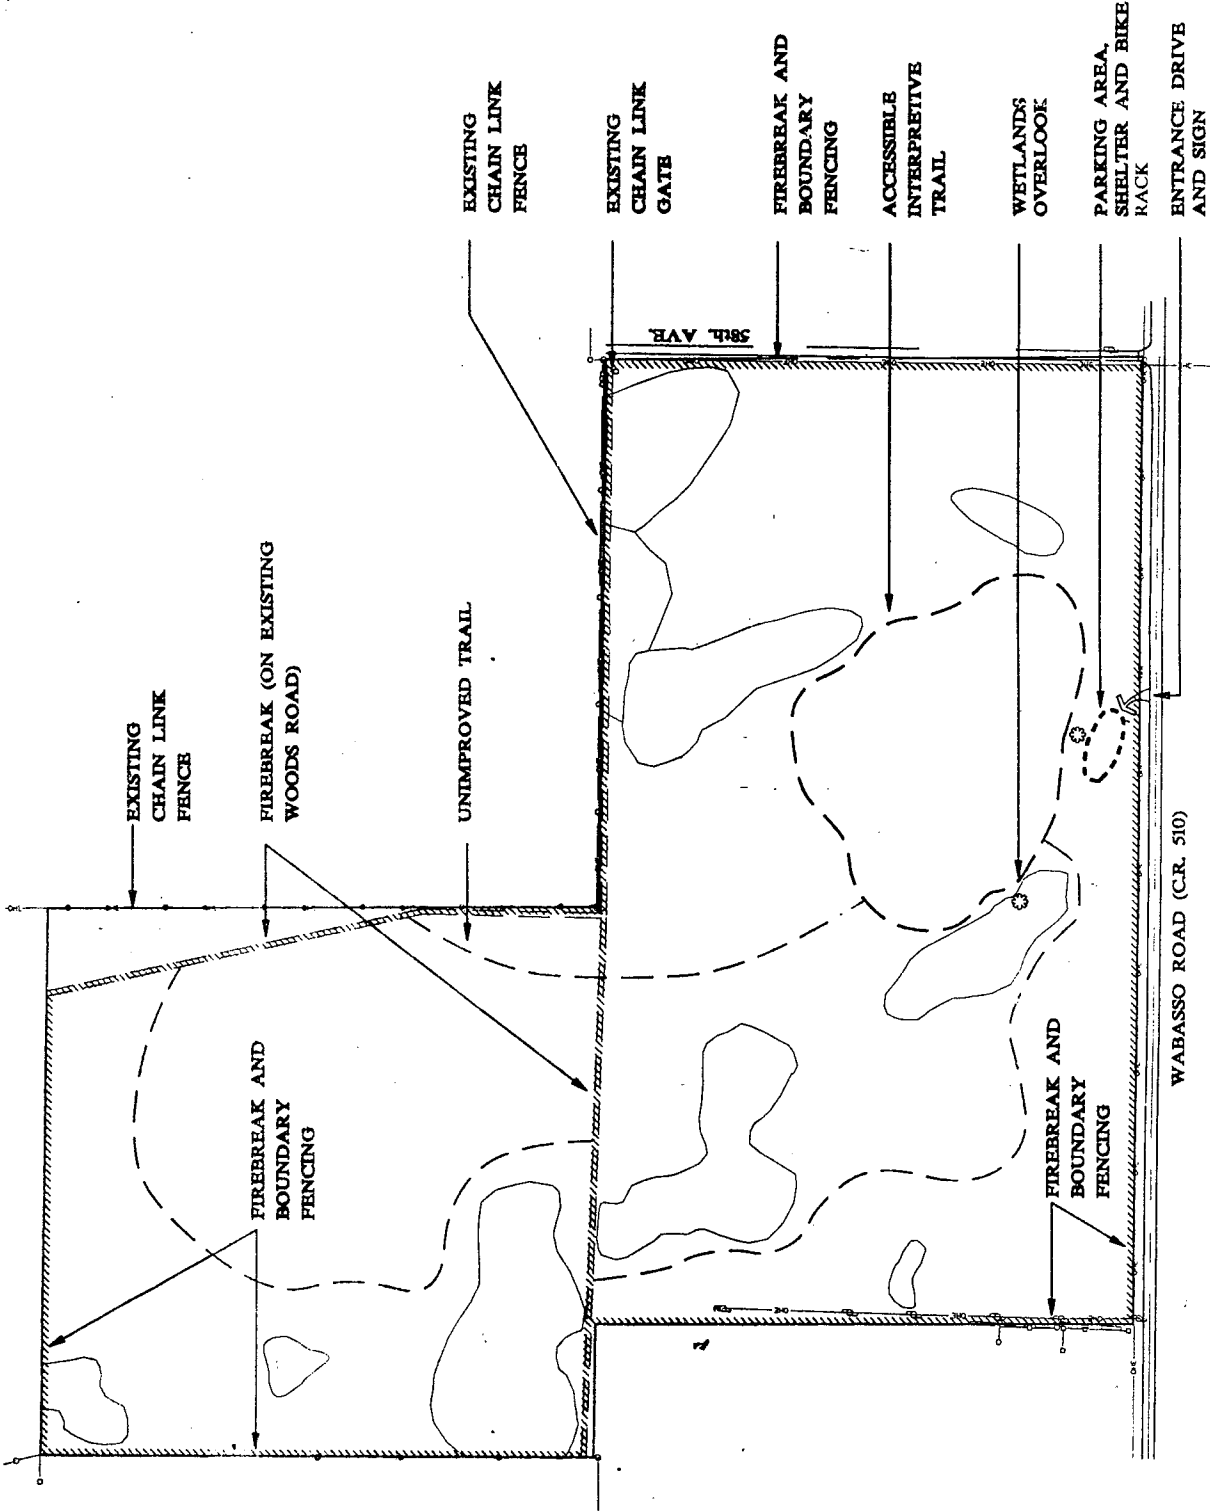 EXISTING
CHAIN LINK
FENCE
FIREBREAK (ON EXISTING
WOODS ROAD)
UNIMPROVED TRAIL
EXISTING
CHAIN LINK
FENCE
EXISTING
CHAIN LINK
GATE
FIREBREAK AND
BOUNDARY
FENCING
ACCESSIBLE
INTERPRETIVE
TRAIL
WETLANDS
OVERLOOK
PARKING AREA,
SHELTER AND BIKE
RACK
ENTRANCE DRIVE
AND SIGN
58th. AVE.
FIREBREAK AND
BOUNDARY
FENCING
FIREBREAK AND
BOUNDARY
FENCING
WABASSO ROAD (C.R. 510)